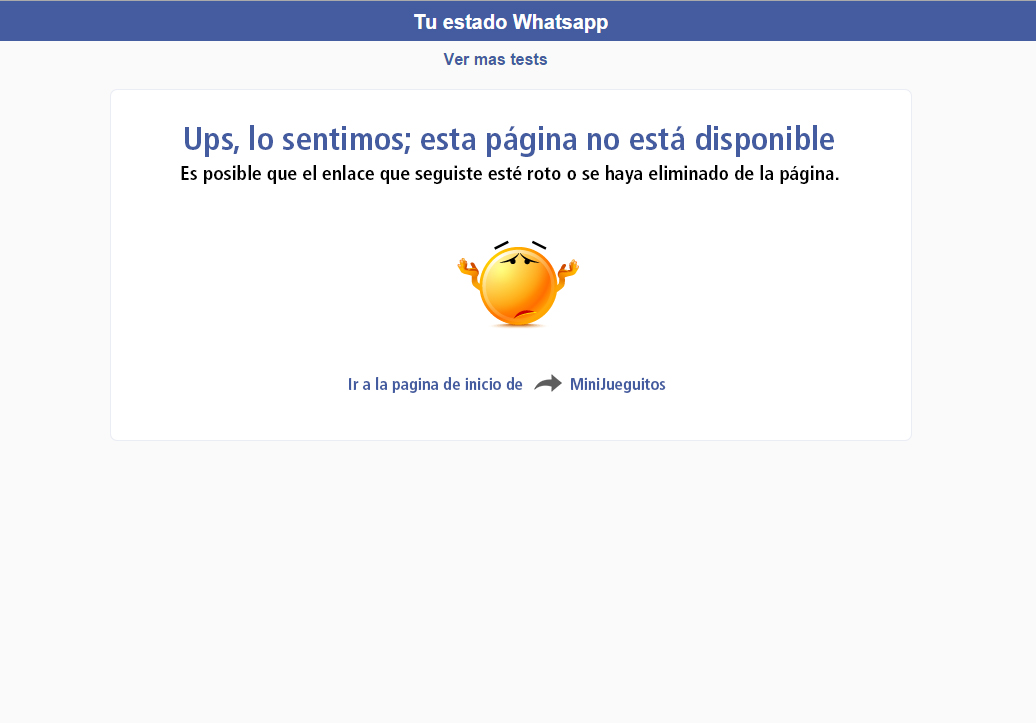 Tu estado Whatsapp
Ver mas tests
Ups, lo sentimos; esta página no está disponible
Es posible que el enlace que seguiste esté roto o se haya eliminado de la página.
Ir a la pagina de inicio de MiniJueguitos